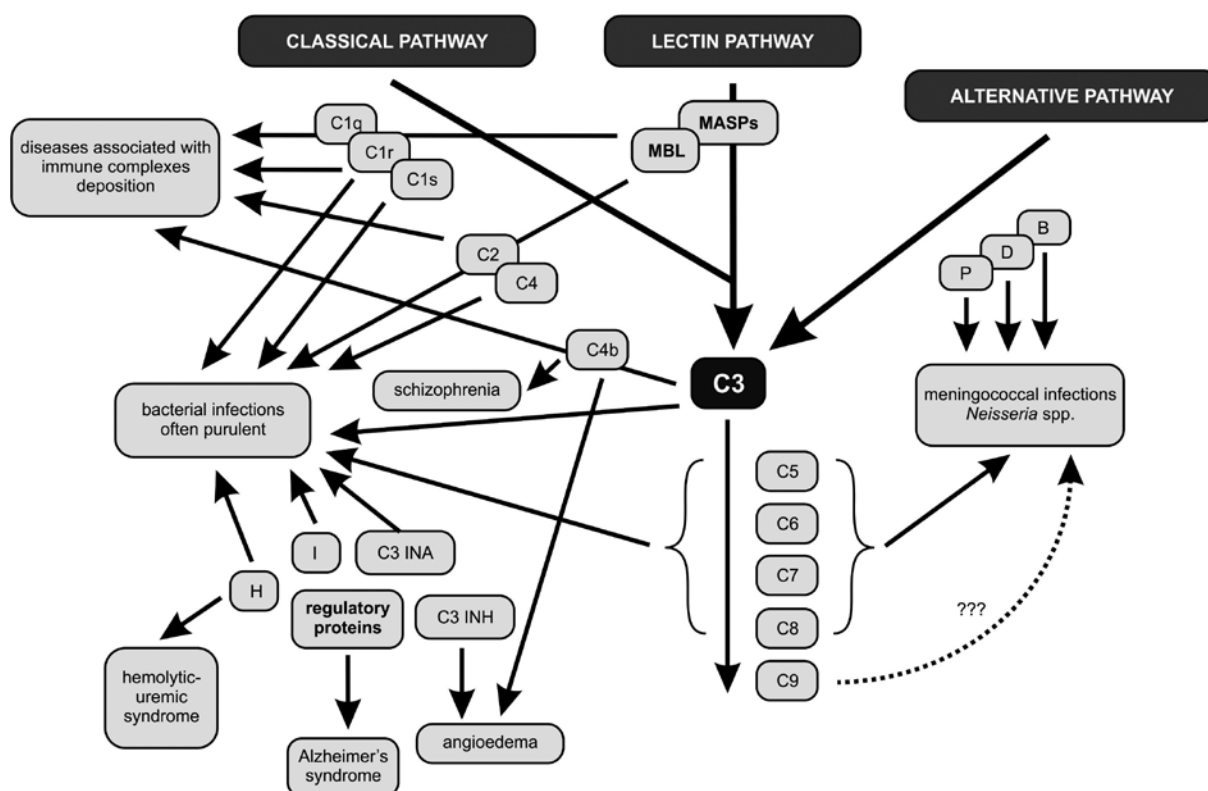 CLASSICAL PATHWAY
LECTIN PATHWAY
ALTERNATIVE PATHWAY
diseases associated with
immune complexes
deposition
C1q
C1r
C1s
MASPs
MBL
C2
C4
B
D
P
C4b
schizophrenia
C3
bacterial infections
often purulent
meningococcal infections
Neisseria spp.
C5
C6
C7
C8
C9
???
I
C3 INA
H
regulatory
proteins
C3 INH
hemolytic-
uremic
syndrome
Alzheimer's
syndrome
angioedema